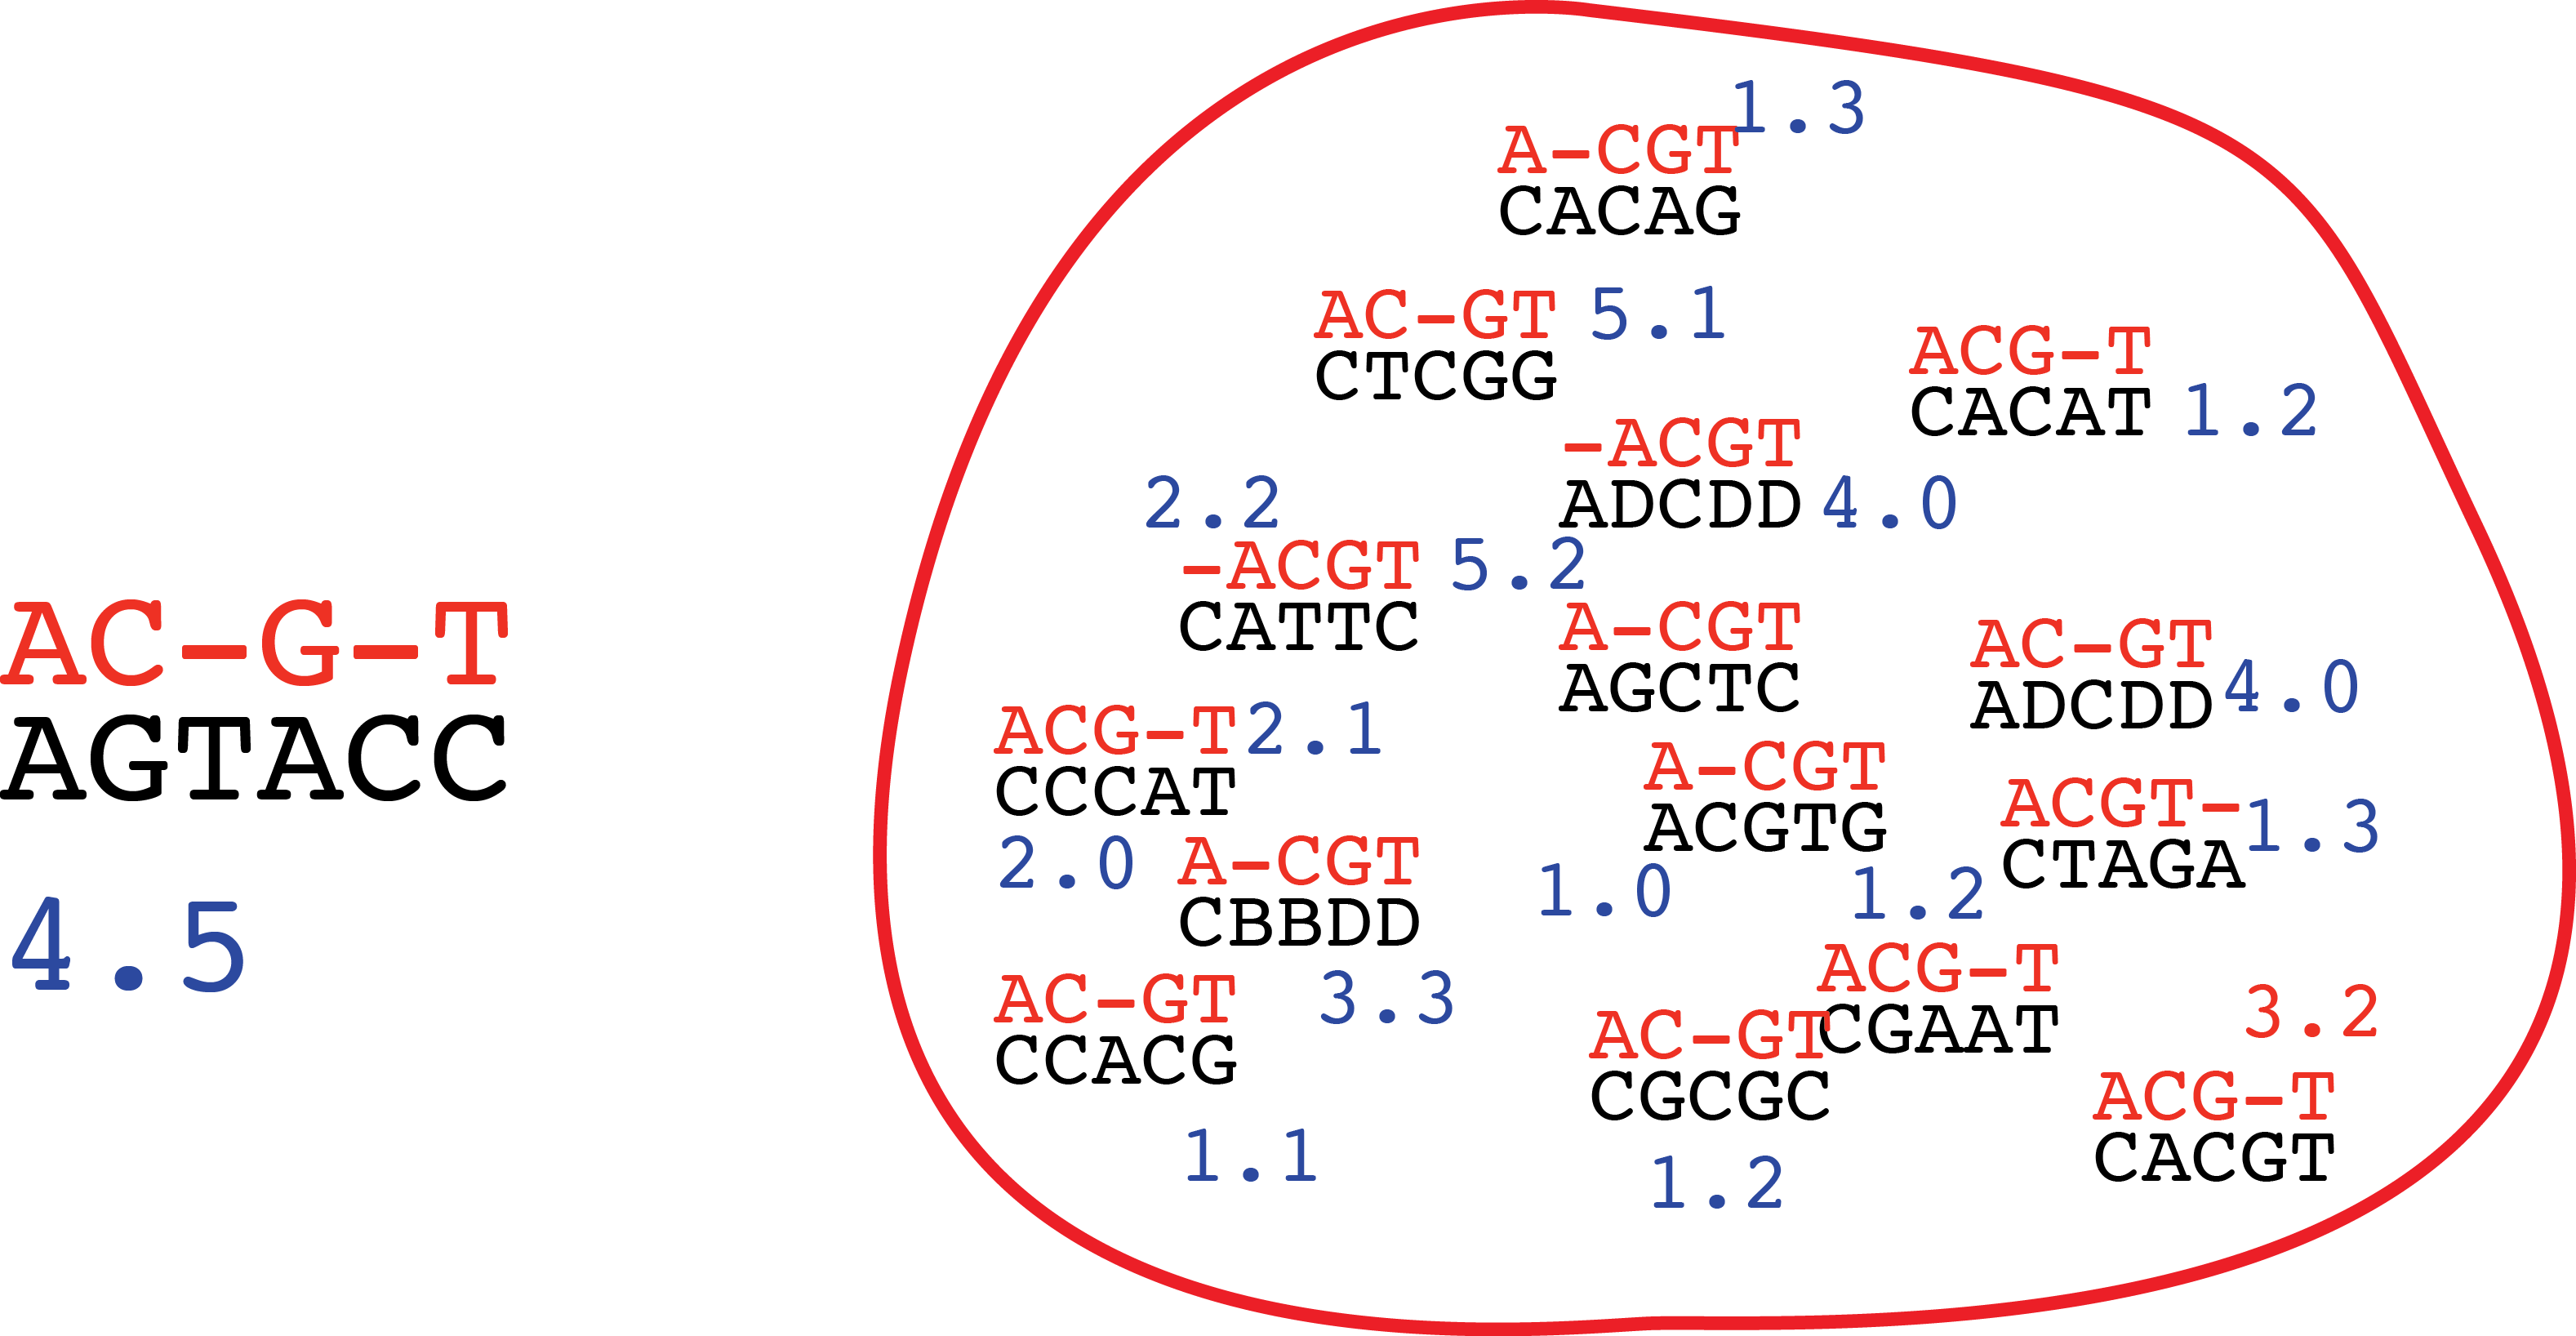 AC-G-T
AGTACC
4.5
1.3
A-CGT
CACAG
AC-GT 5.1
CTCGG
ACG-T
CACAT 1.2
-ACGT
ADCDD 4.0
2.2
-ACGT 5.2
CATTC
A-CGT
AGCTC
AC-GT
ADCDD 4.0
ACG-T 2.1
CCCAT
A-CGT
ACGTG
ACGT-
CTAGA 1.3
2.0
A-CGT
CBBDD
1.0
1.2
ACG-T
CGAAT
AC-GT
CCACG
3.3
AC-GT
CGCGC
3.2
ACG-T
CACGT
1.1
1.2